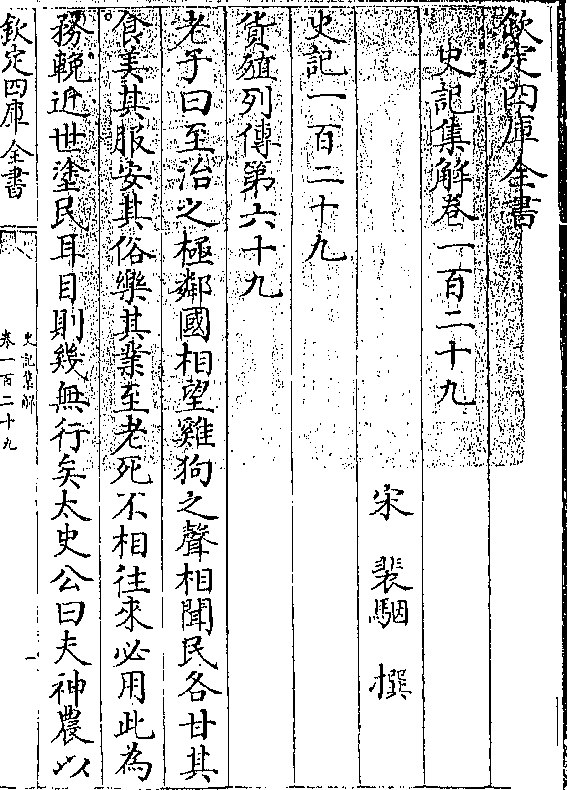 欽定四庫全書
史記集解卷一百二十九
宋 裴駰 撰
史記一百二十九
貨殖列傳第六十九
老子曰至治之極鄰國相望雞狗之聲相聞民各甘其
食美其服安其俗樂其業至老死不相往來必用此為
務輓近世塗民耳目則幾無行矣太史公曰夫神農以
欽定四庫全書
史記集解
卷一百二十九
一